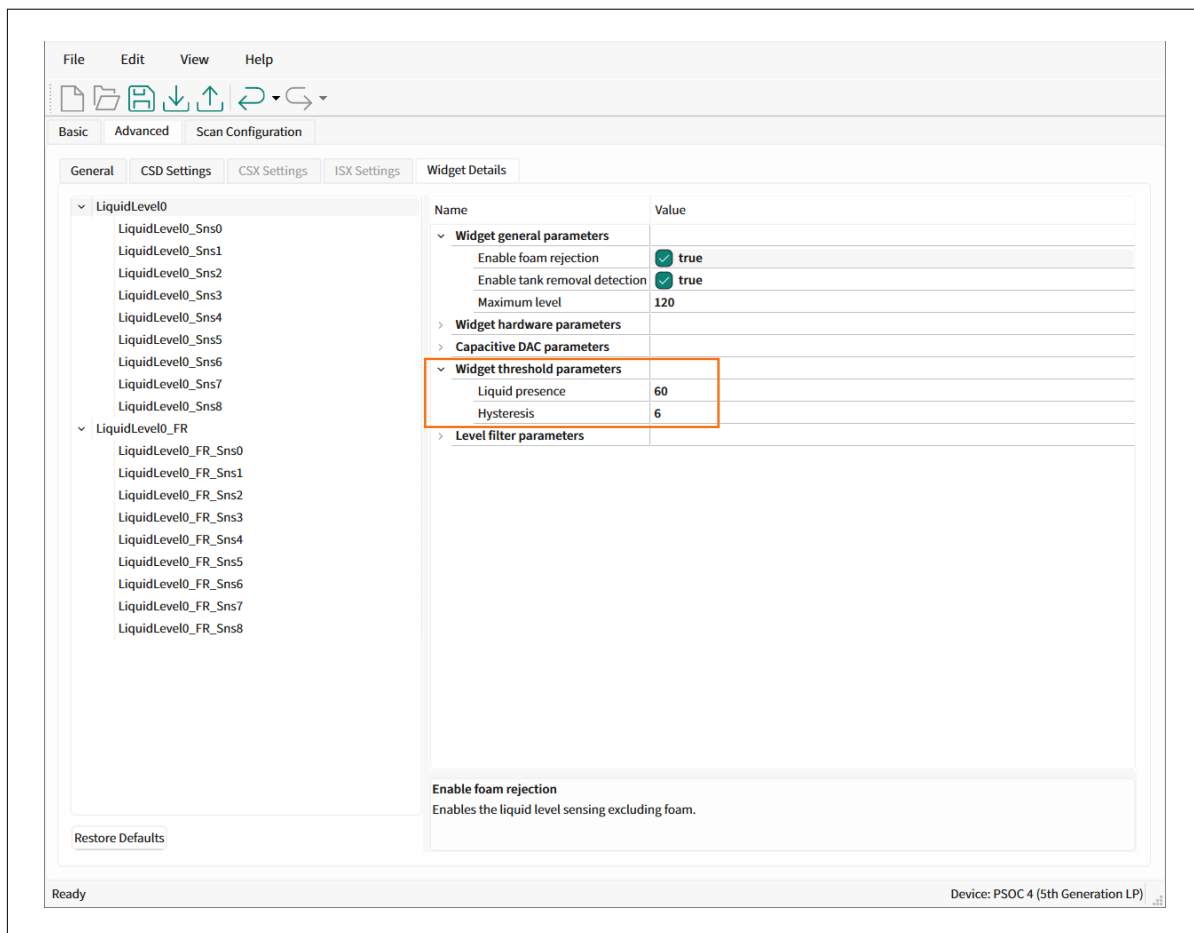 File Edit View Help
Basic Advanced Scan Configuration
General CSD Settings CSX Settings ISX Settings Widget Details
LiquidLevel0
LiquidLevel0_Sns0
LiquidLevel0_Sns1
LiquidLevel0_Sns2
LiquidLevel0_Sns3
LiquidLevel0_Sns4
LiquidLevel0_Sns5
LiquidLevel0_Sns6
LiquidLevel0_Sns7
LiquidLevel0_Sns8
LiquidLevel0_FR
LiquidLevel0_FR_Sns0
LiquidLevel0_FR_Sns1
LiquidLevel0_FR_Sns2
LiquidLevel0_FR_Sns3
LiquidLevel0_FR_Sns4
LiquidLevel0_FR_Sns5
LiquidLevel0_FR_Sns6
LiquidLevel0_FR_Sns7
LiquidLevel0_FR_Sns8
Restore Defaults
Name Value
Widget general parameters
Enable foam rejection true
Enable tank removal detection true
Maximum level 120
Widget hardware parameters
Capacitive DAC parameters
Widget threshold parameters
Liquid presence 60
Hysteresis 6
Level filter parameters
Enable foam rejection
Enables the liquid level sensing excluding foam.
Ready Device: PSOC 4 (5th Generation LP)